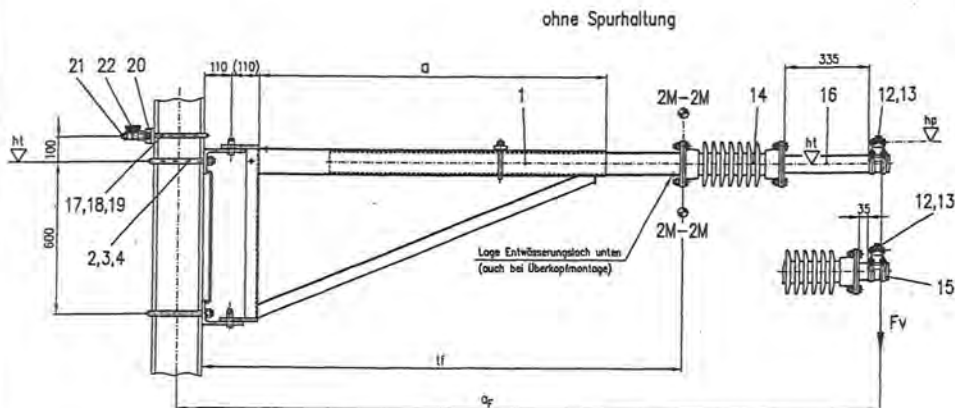 ohne Spurhaltung
21 22 20
110 (110)
a
335
1
2M-2M
14
16
12,13
ht
100
ht
hp
17,18,19
2,3,4
600
2M-2M
Lage Entwässerungsloch unten
(auch bei Überkopfmontage)
35
12,13
15
Fv
tf
aF